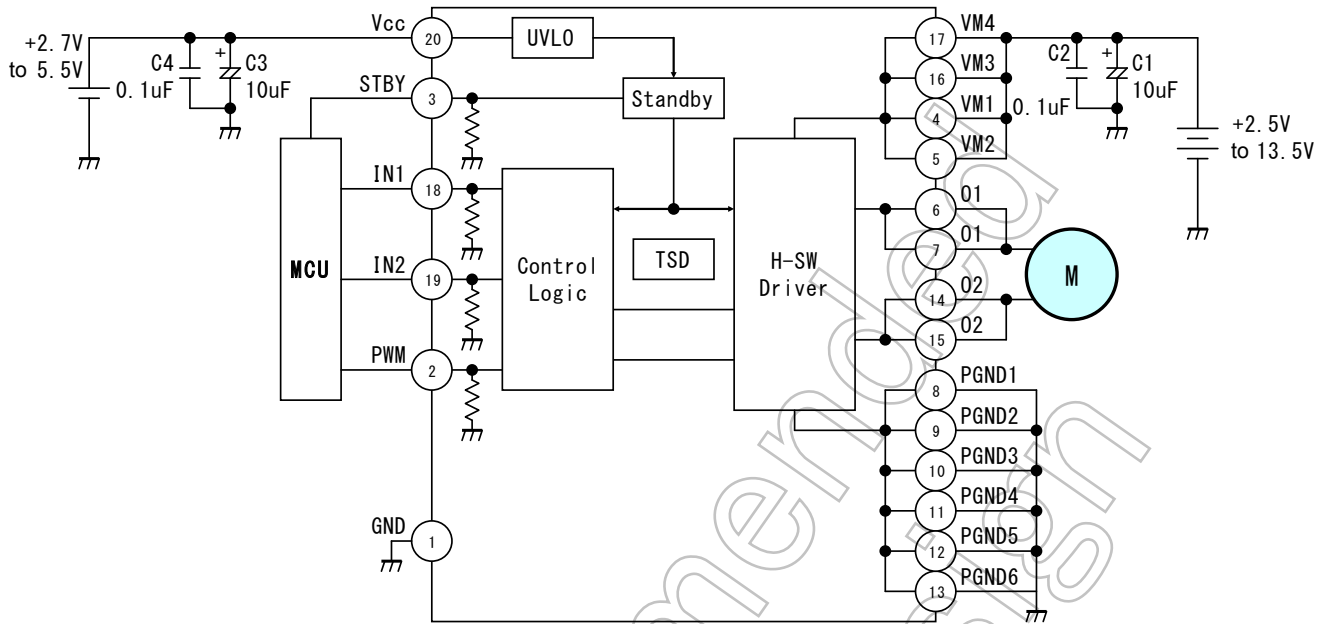 Vcc
20
UVLO
VM4
17
+2.7V
to 5.5V
C4
0.1uF
+
C3
10uF
STBY
3
Standby
VM3
16
VM1
4
VM2
5
C2
0.1uF
+
C1
10uF
+2.5V
to 13.5V
MCU
IN1
18
IN2
19
PWM
2
GND
1
Control
Logic
TSD
H-SW
Driver
O1
6
O1
7
O2
14
O2
15
M
PGND1
8
PGND2
9
PGND3
10
PGND4
11
PGND5
12
PGND6
13